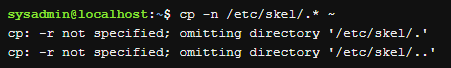 sysadmin@localhost:~$ cp -n /etc/skel/.* ~
cp: -r not specified; omitting directory '/etc/skel/.'
cp: -r not specified; omitting directory '/etc/skel/..'